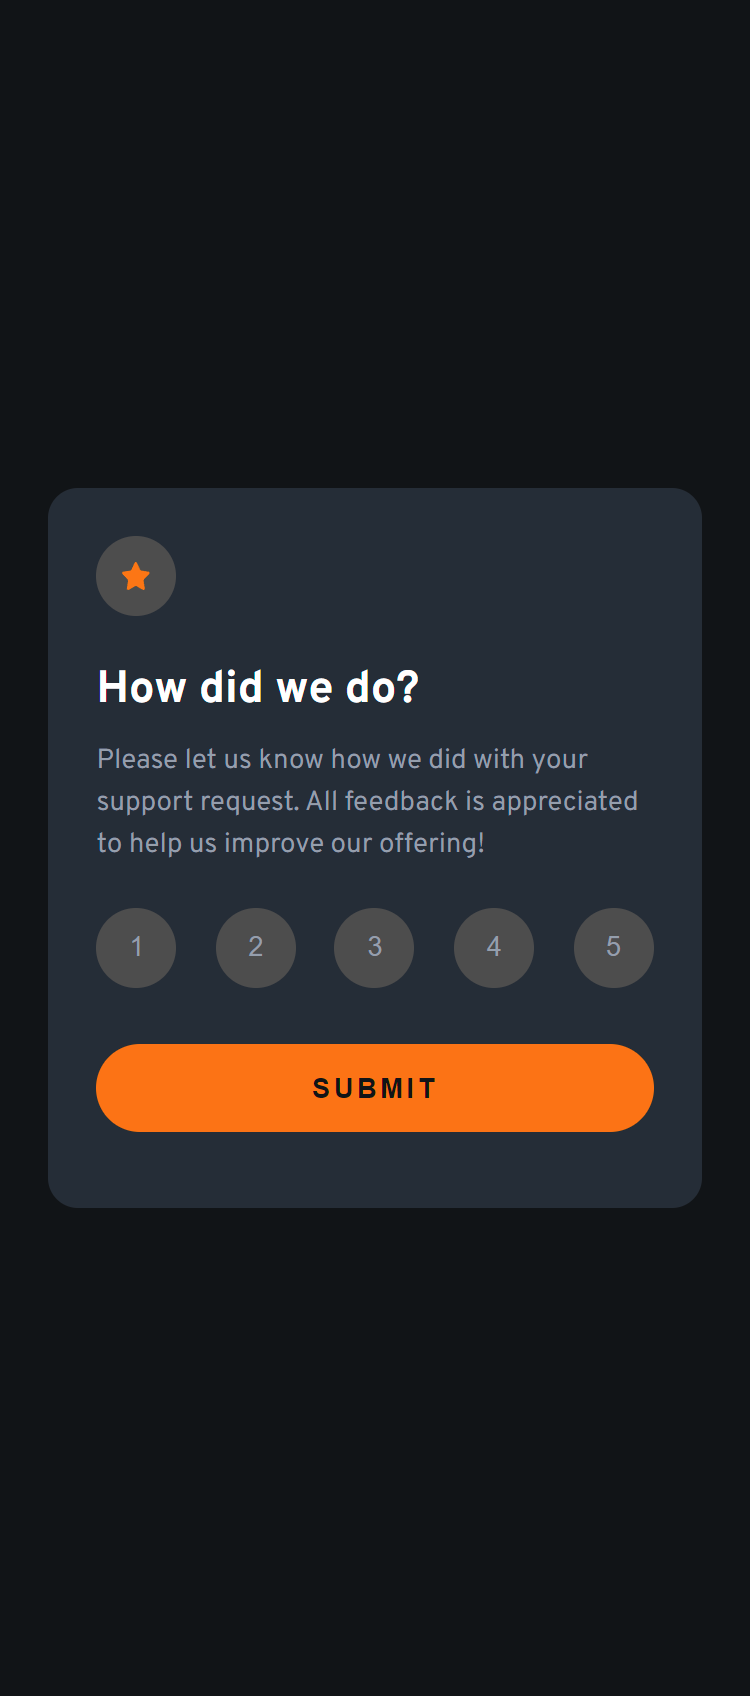 How did we do?
Please let us know how we did with your
support request. All feedback is appreciated
to help us improve our offering!
1 2 3 4 5
SUBMIT